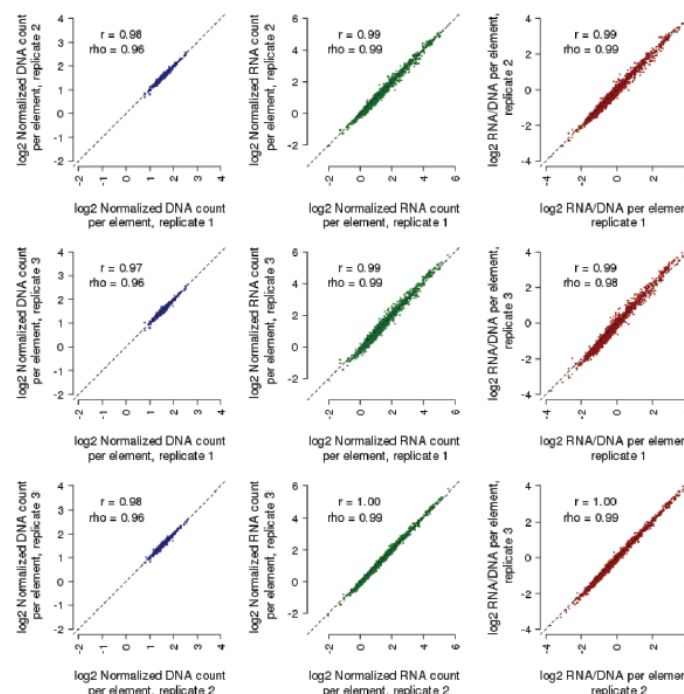 log2 Normalized DNA count
per element, replicate 2
4
3
2
1
0
-1
-2
r = 0.98
rho = 0.96
-2
-1
0
1
2
3
4
log2 Normalized DNA count
per element, replicate 1
log2 Normalized RNA count
per element, replicate 2
6
4
2
0
-2
r = 0.99
rho = 0.99
-2
0
2
4
6
log2 Normalized RNA count
per element, replicate 1
log2 RNA/DNA per element,
replicate 2
4
2
0
-2
-4
r = 0.99
rho = 0.99
-4
-2
0
2
log2 RNA/DNA per elemen
replicate 1
log2 Normalized DNA count
per element, replicate 3
4
3
2
1
0
-1
-2
r = 0.97
rho = 0.96
-2
-1
0
1
2
3
4
log2 Normalized DNA count
per element, replicate 1
log2 Normalized RNA count
per element, replicate 3
6
4
2
0
-2
r = 0.99
rho = 0.99
-2
0
2
4
6
log2 Normalized RNA count
per element, replicate 1
log2 RNA/DNA per element,
replicate 3
4
2
0
-2
-4
r = 0.99
rho = 0.98
-4
-2
0
2
log2 RNA/DNA per elemen
replicate 1
log2 Normalized DNA count
per element, replicate 3
4
3
2
1
0
-1
-2
r = 0.98
rho = 0.96
-2
-1
0
1
2
3
4
log2 Normalized DNA count
per element, replicate 2
log2 Normalized RNA count
per element, replicate 3
6
4
2
0
-2
r = 1.00
rho = 0.99
-2
0
2
4
6
log2 Normalized RNA count
per element, replicate 2
log2 RNA/DNA per element,
replicate 3
4
2
0
-2
-4
r = 1.00
rho = 0.99
-4
-2
0
2
log2 RNA/DNA per elemen
replicate 2